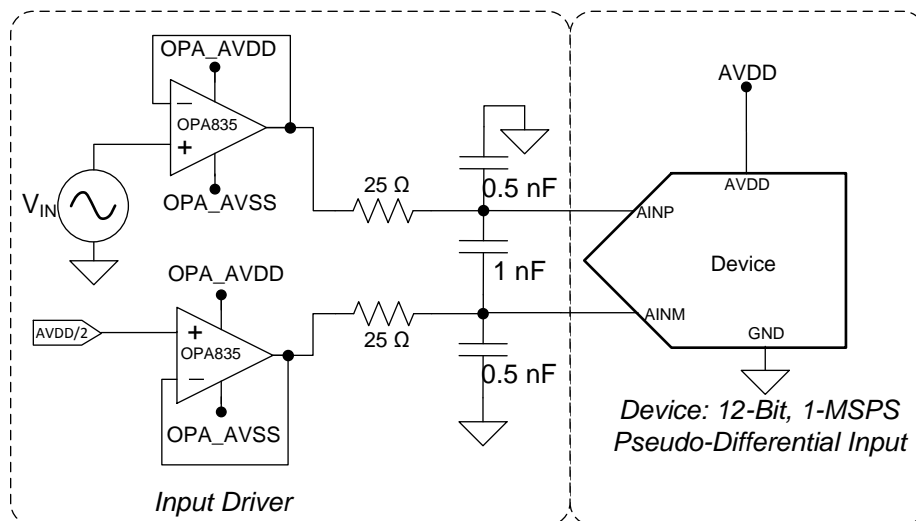 OPA_AVDD
−
OPA835
+
OPA_AVSS
VIN
25 Ω
0.5 nF
AVDD
AVDD
AINP
Device
1 nF
AINM
GND
OPA_AVDD
AVDD/2
+
OPA835
−
OPA_AVSS
25 Ω
0.5 nF
Input Driver
Device: 12-Bit, 1-MSPS
Pseudo-Differential Input